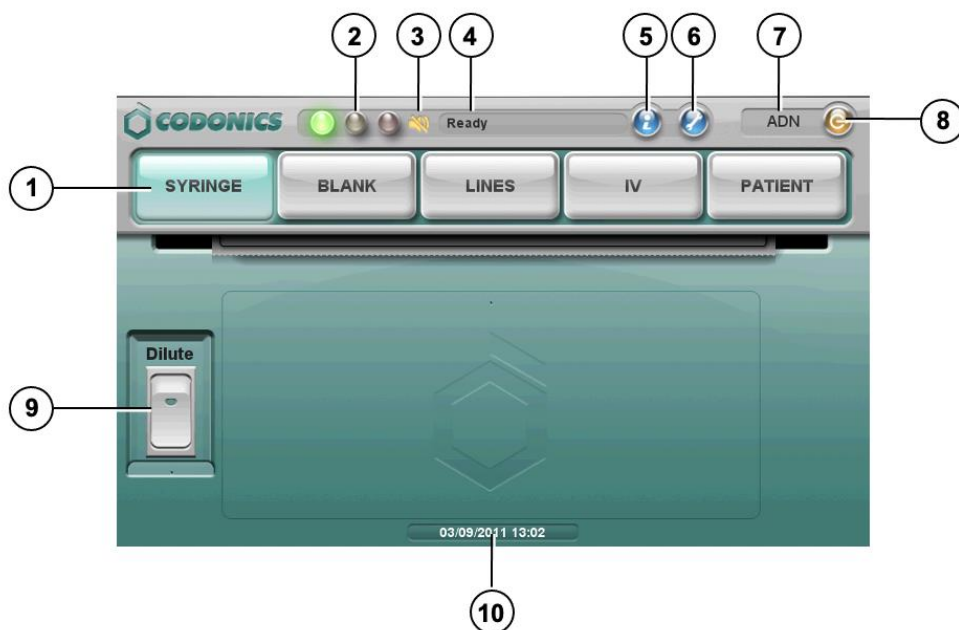 2 3 4 5 6 7
CODONICS Ready ADN 8
1 SYRINGE BLANK LINES IV PATIENT
Dilute
9
03/09/2011 13:02
10